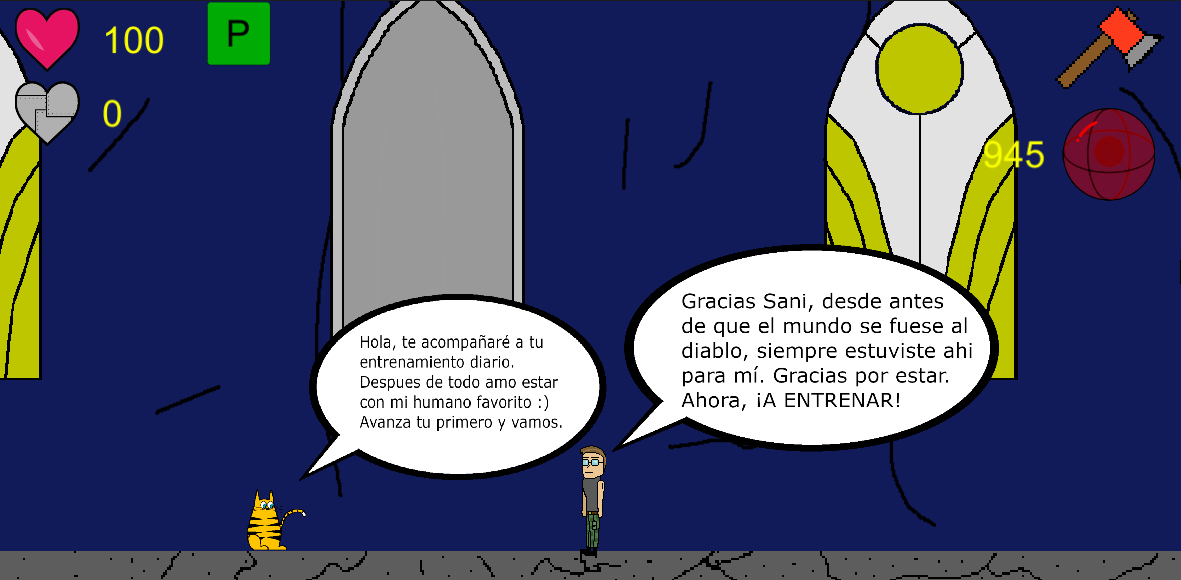 100
P
0
945
Hola, te acompañaré a tu
entrenamiento diario.
Despues de todo amo estar
con mi humano favorito :)
Avanza tu primero y vamos.
Gracias Sani, desde antes
de que el mundo se fuese al
diablo, siempre estuviste ahi
para mí. Gracias por estar.
Ahora, ¡A ENTRENAR!